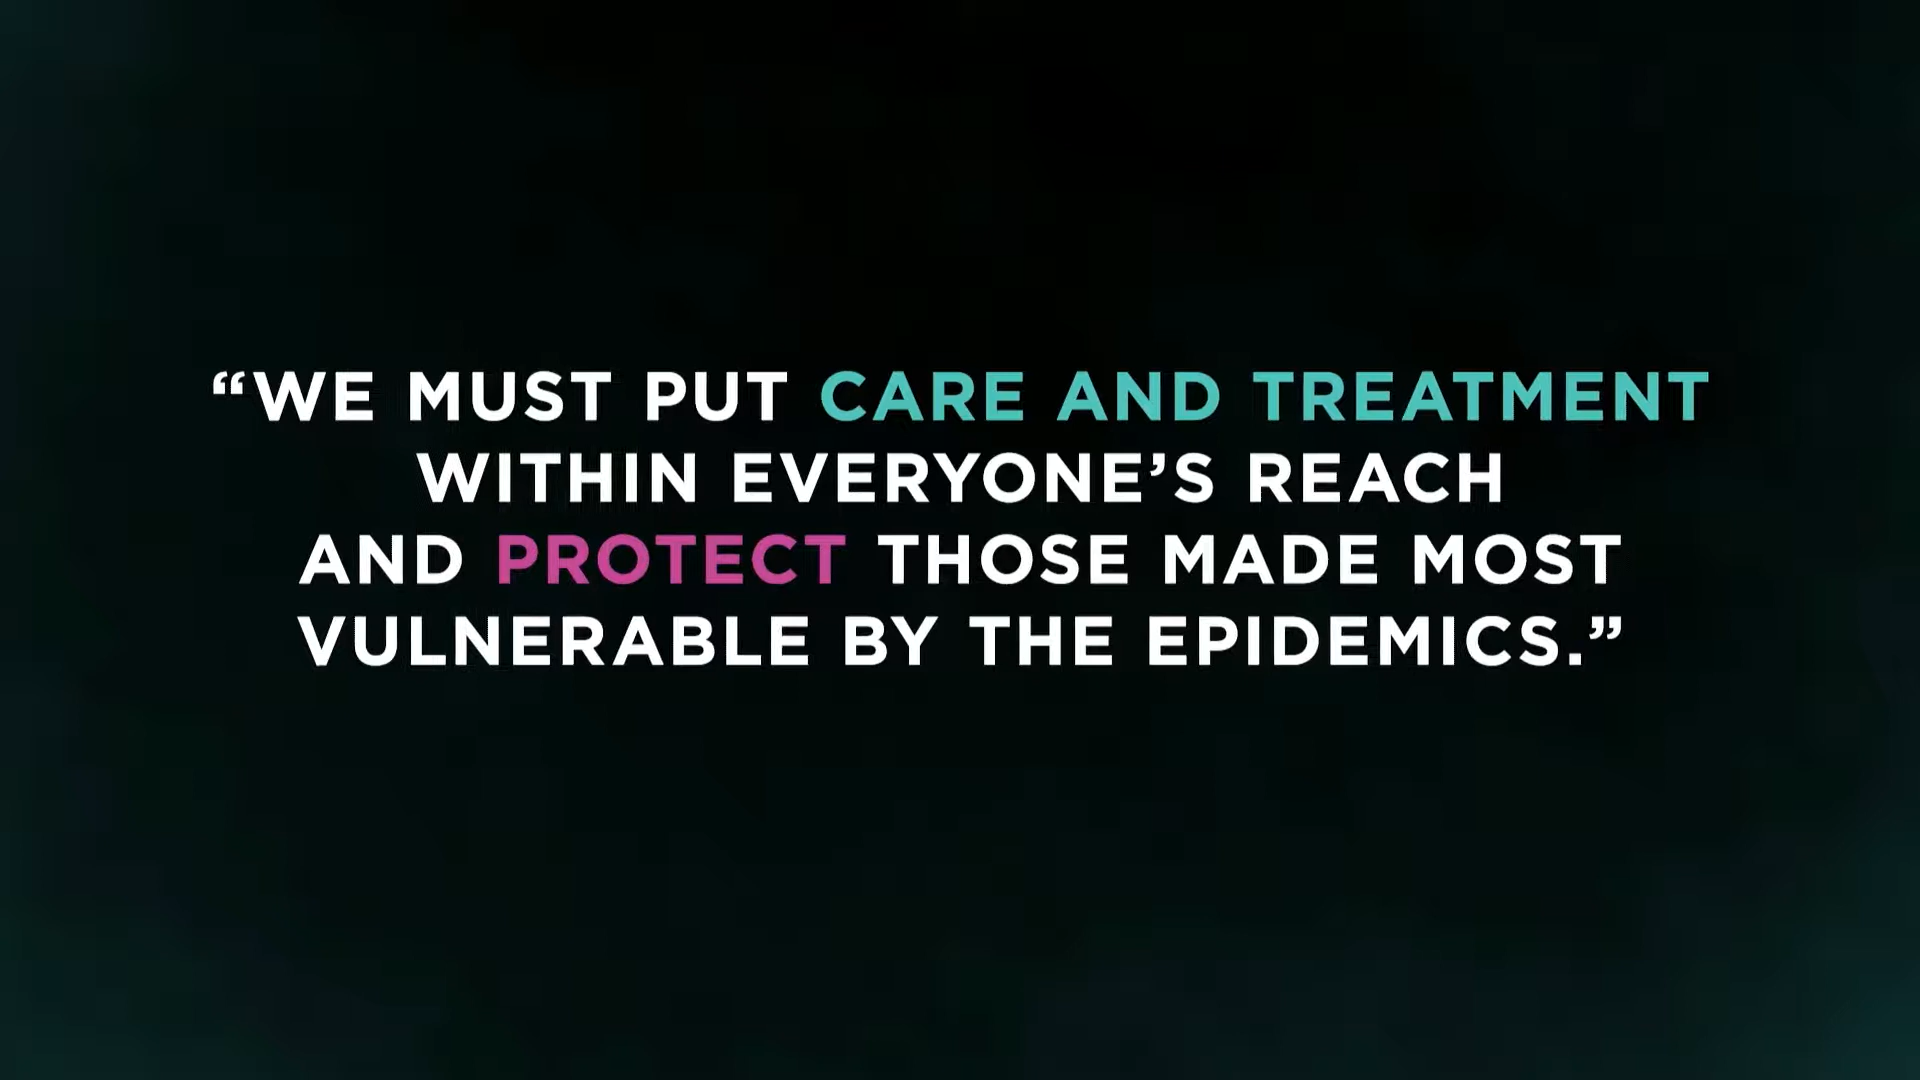 “WE MUST PUT CARE AND TREATMENT
WITHIN EVERYONE’S REACH
AND PROTECT THOSE MADE MOST
VULNERABLE BY THE EPIDEMICS.”